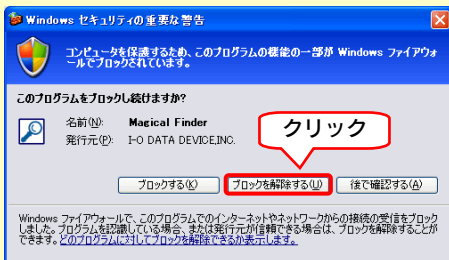 Windows セキュリティの重要な警告
コンピュータを保護するため、このプログラムの機能の一部が Windows ファイアウォ
ールでブロックされています。
このプログラムをブロックし続けますか?
名前(N): Magical Finder
発行元(P): I-O DATA DEVICE,INC.
クリック
ブロックする(K) ブロックを解除する(U) 後で確認する(A)
Windows ファイアウォールで、このプログラムでのインターネットやネットワークからの接続の受信をブロック
しました。プログラムを認識している場合、または発行元が信頼できる場合は、ブロックを解除することが
できます。どのプログラムに対してブロックを解除できるか表示します。